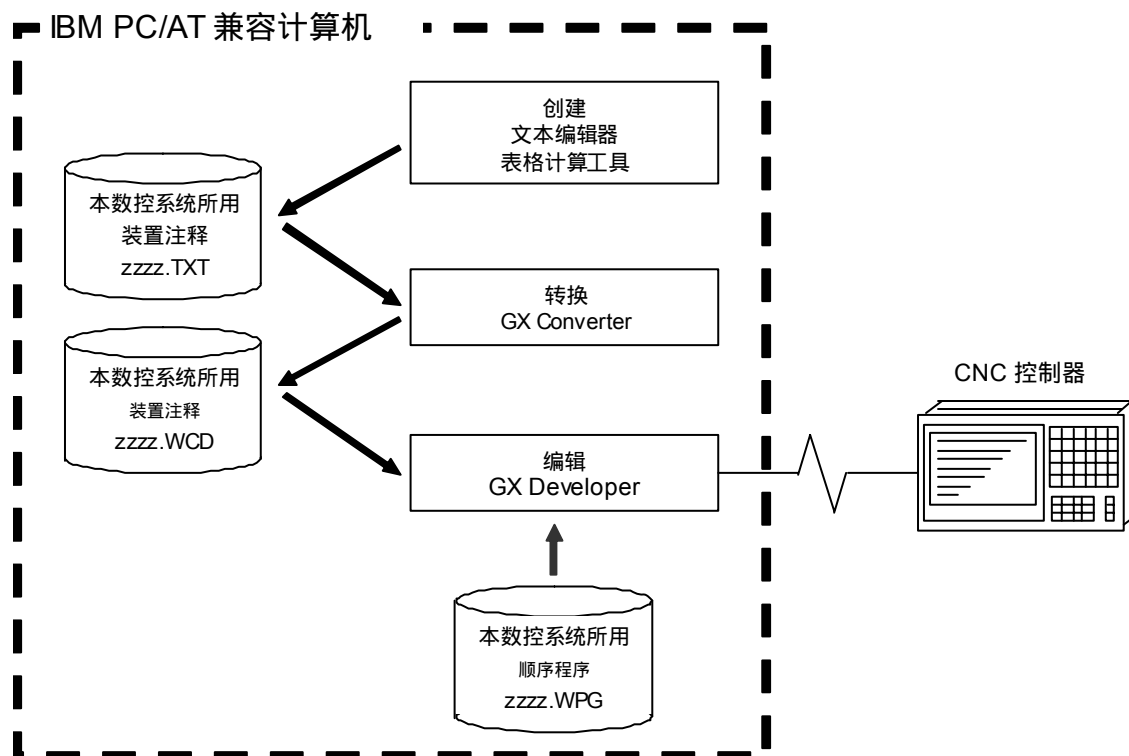 IBM PC/AT 兼容计算机
创建
文本编辑器
表格计算工具
本数控系统所用
装置注释
zzzz.TXT
转换
GX Converter
本数控系统所用
装置注释
zzzz.WCD
CNC 控制器
编辑
GX Developer
本数控系统所用
顺序程序
zzzz.WPG